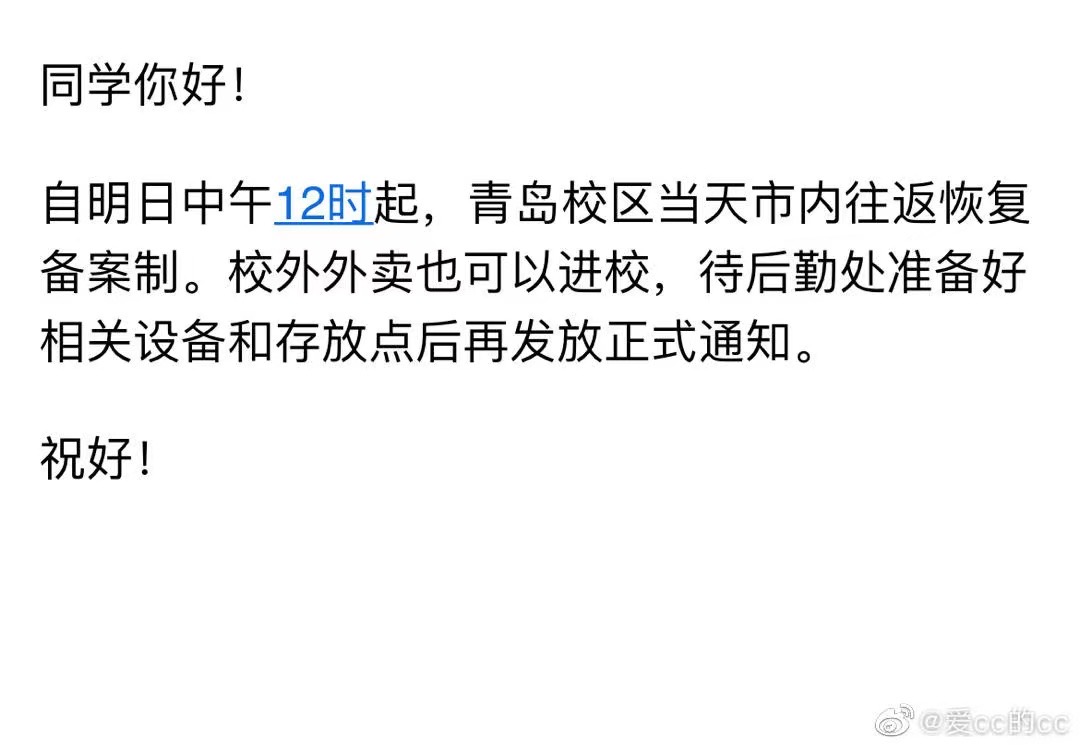 同学你好！
自明日中午12时起，青岛校区当天市内往返恢复
备案制。校外外卖也可以进校，待后勤处准备好
相关设备和存放点后再发放正式通知。
祝好！
@爱cc的cc